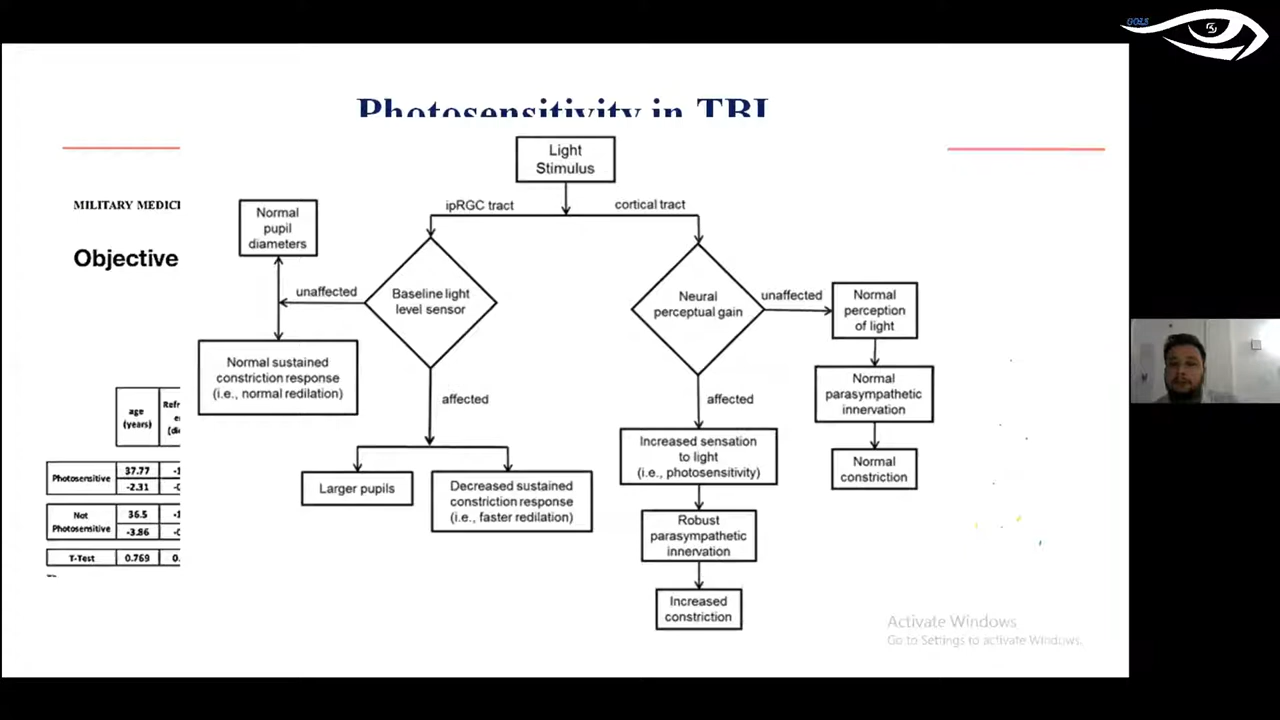 GOLS
Photosensitivity in TBI
MILITARY MEDICI
Objective
Light
Stimulus
ipRGC tract
cortical tract
Normal
pupil
diameters
unaffected
Baseline light
level sensor
Neural
perceptual gain
unaffected
Normal
perception
of light
Normal sustained
constriction response
(i.e., normal redilation)
affected
affected
Normal
parasympathetic
innervation
Larger pupils
Decreased sustained
constriction response
(i.e., faster redilation)
Increased sensation
to light
(i.e., photosensitivity)
Normal
constriction
Robust
parasympathetic
innervation
Increased
constriction
age
(years)
Refr
Photosensitive
37.77
-2.31
Not
Photosensitive
36.5
-3.86
T-Test
0.769
0.
Activate Windows
Go to Settings to activate Windows.